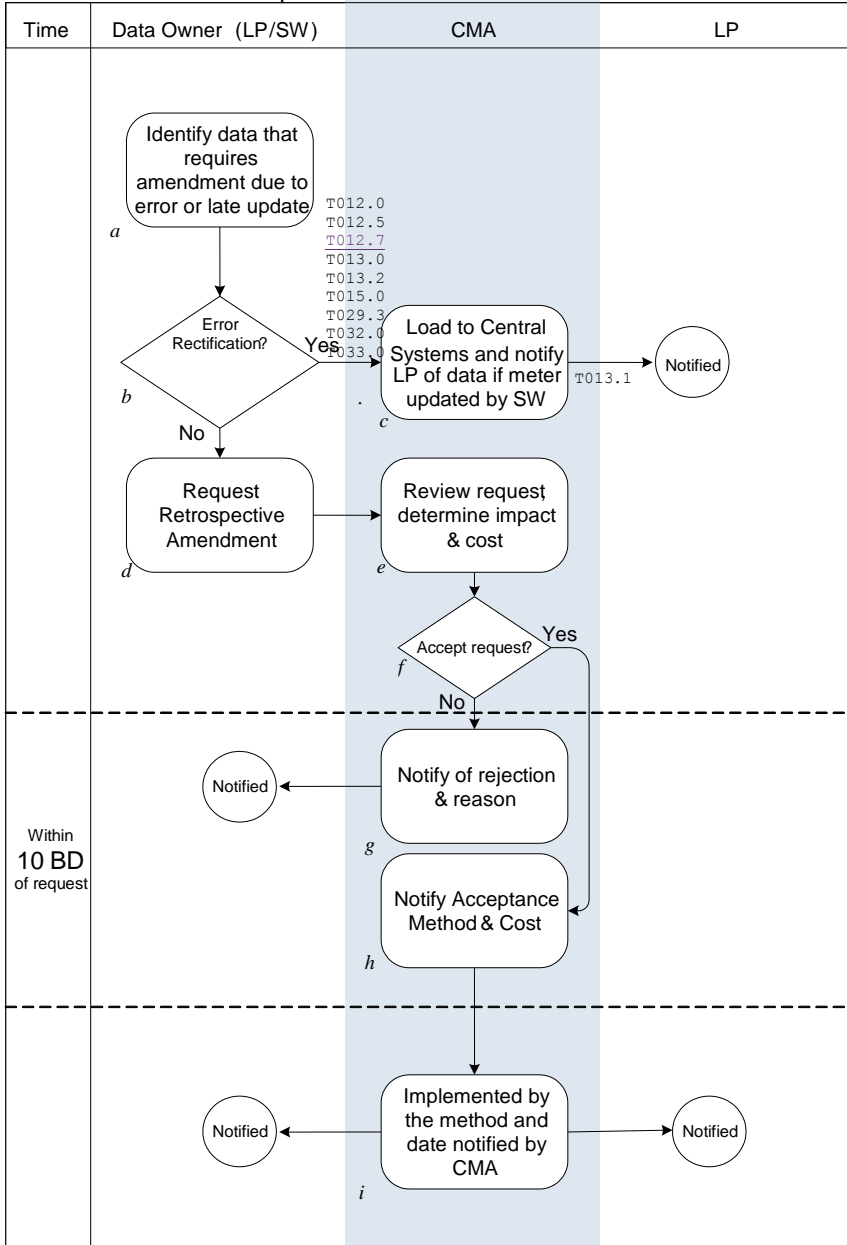 Time
Data Owner (LP/SW)
CMA
LP
Identify data that
requires
amendment due to
error or late update
a
T012.0
T012.5
T012.7
T013.0
T013.2
T015.0
T029.3
T032.0
T033.0
Error
Rectification?
Yes
b
.
Load to Central
Systems and notify
LP of data if meter
updated by SW
c
T013.1
Notified
No
Request
Retrospective
Amendment
d
Review request,
determine impact
& cost
e
Accept request?
Yes
f
No
Within
10 BD
of request
Notified
Notify of rejection
& reason
g
Notify Acceptance
Method & Cost
h
Notified
Implemented by
the method and
date notified by
CMA
i
Notified